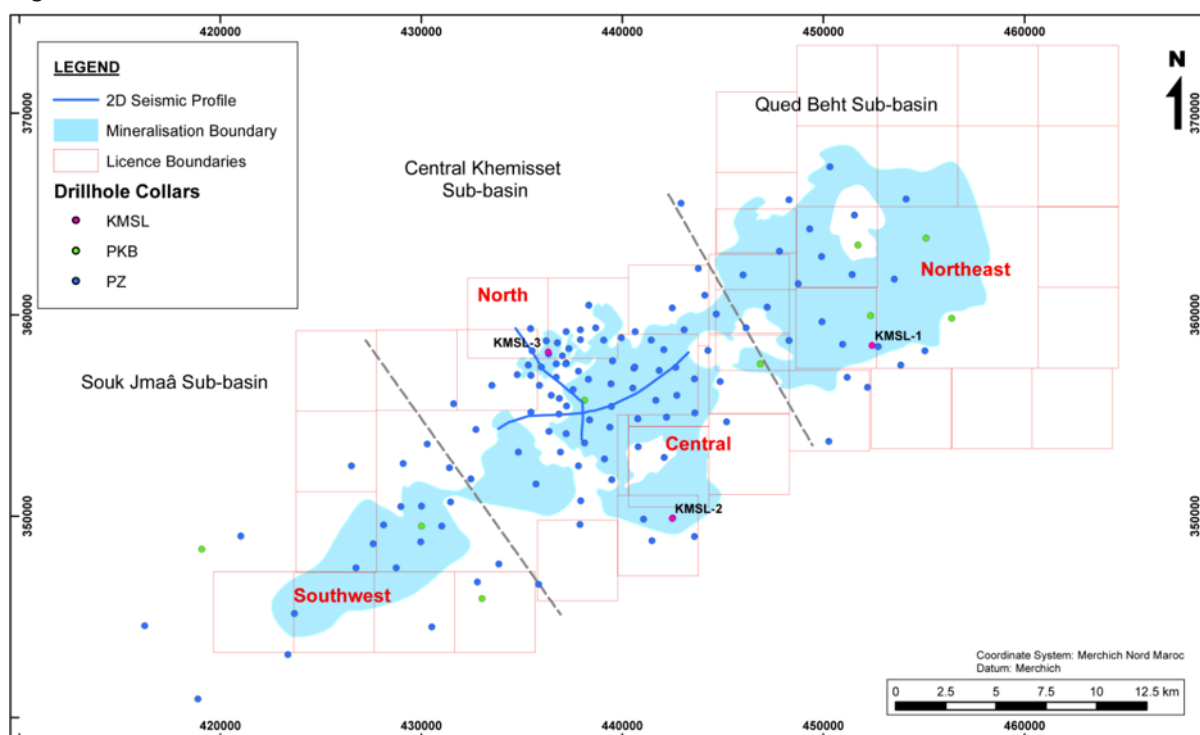 420000 430000 440000 450000 460000
LEGEND
2D Seismic Profile
Mineralisation Boundary
Licence Boundaries
Drillhole Collars
KMSL
PKB
PZ
N
370000
370000
Qued Beht Sub-basin
Central Khemisset
Sub-basin
Northeast
North
360000
360000
KMSL-3
KMSL-1
Souk Jmaâ Sub-basin
Central
350000
350000
KMSL-2
Southwest
Coordinate System: Merchich Nord Maroc
Datum: Merchich
0 2.5 5 7.5 10 12.5 km
420000 430000 440000 450000 460000